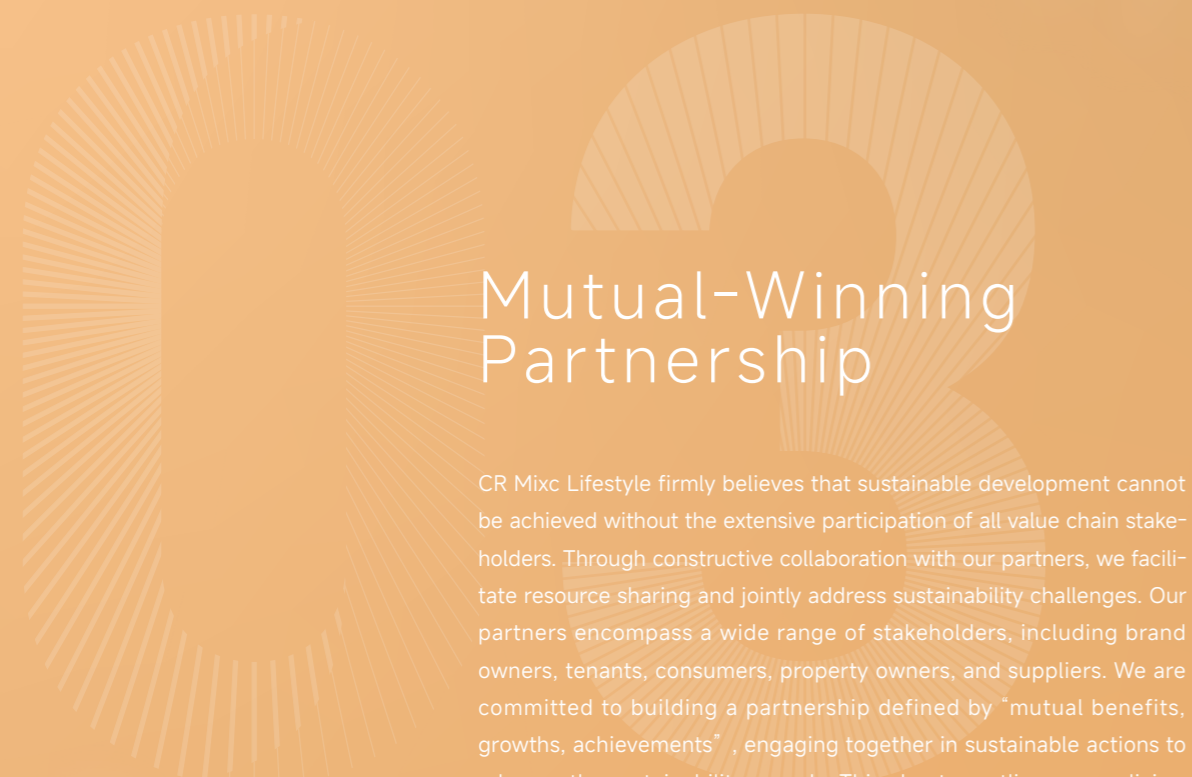 03
Mutual-Winning
Partnership
CR Mixc Lifestyle firmly believes that sustainable development cannot
be achieved without the extensive participation of all value chain stake-
holders. Through constructive collaboration with our partners, we facili-
tate resource sharing and jointly address sustainability challenges. Our
partners encompass a wide range of stakeholders, including brand
owners, tenants, consumers, property owners, and suppliers. We are
committed to building a partnership defined by “mutual benefits,
growths, achievements” , engaging together in sustainable actions to